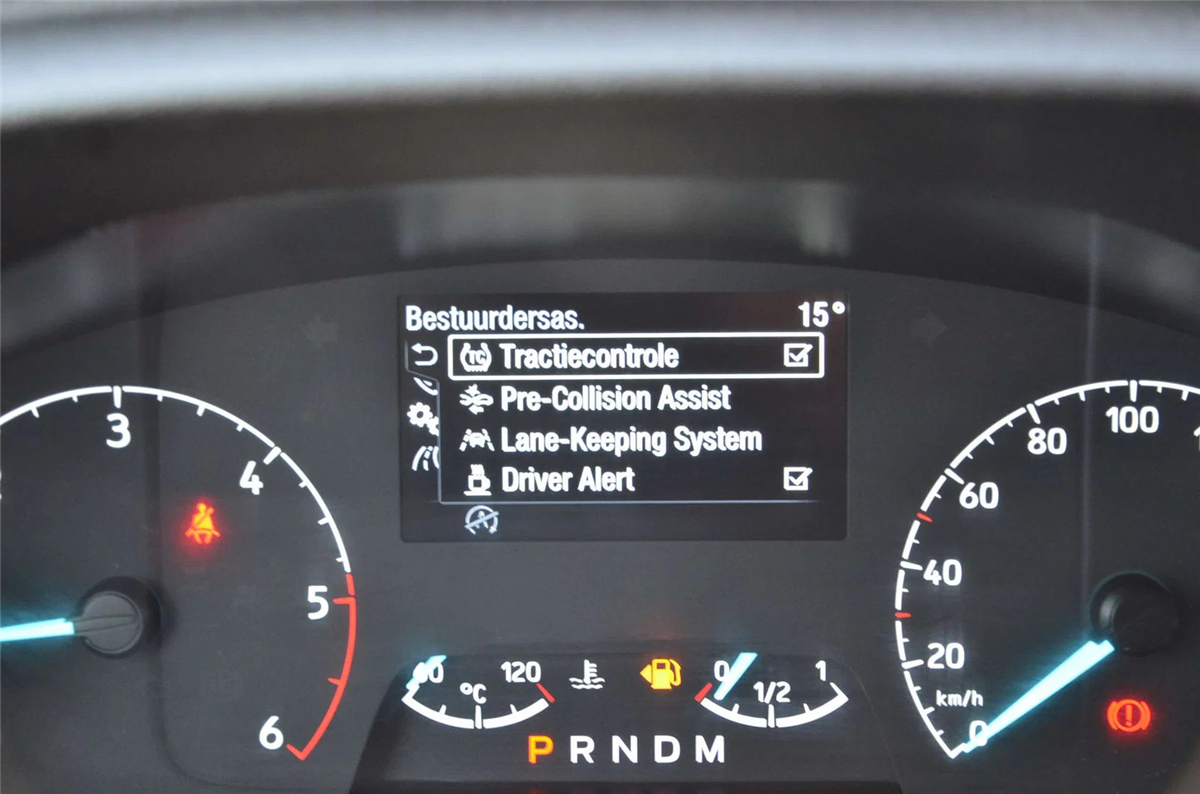 Bestuurdersas. 15°
TC Tractiecontrole
Pre-Collision Assist
Lane-Keeping System
Driver Alert
3
4
5
6
100
80
60
40
20
km/h
0
120
°C
0
1/2
1
P R N D M